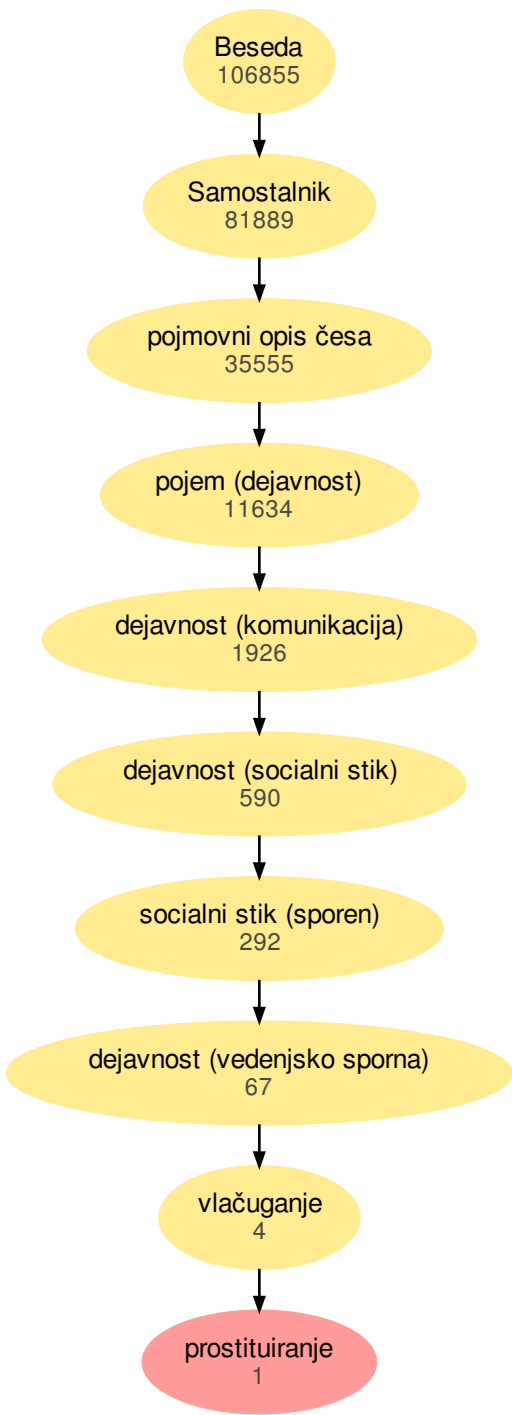 Beseda
106855
Samostalnik
81889
pojmovni opis česa
35555
pojem (dejavnost)
11634
dejavnost (komunikacija)
1926
dejavnost (socialni stik)
590
socialni stik (sporen)
292
dejavnost (vedenjsko sporna)
67
vlačuganje
4
prostituiranje
1